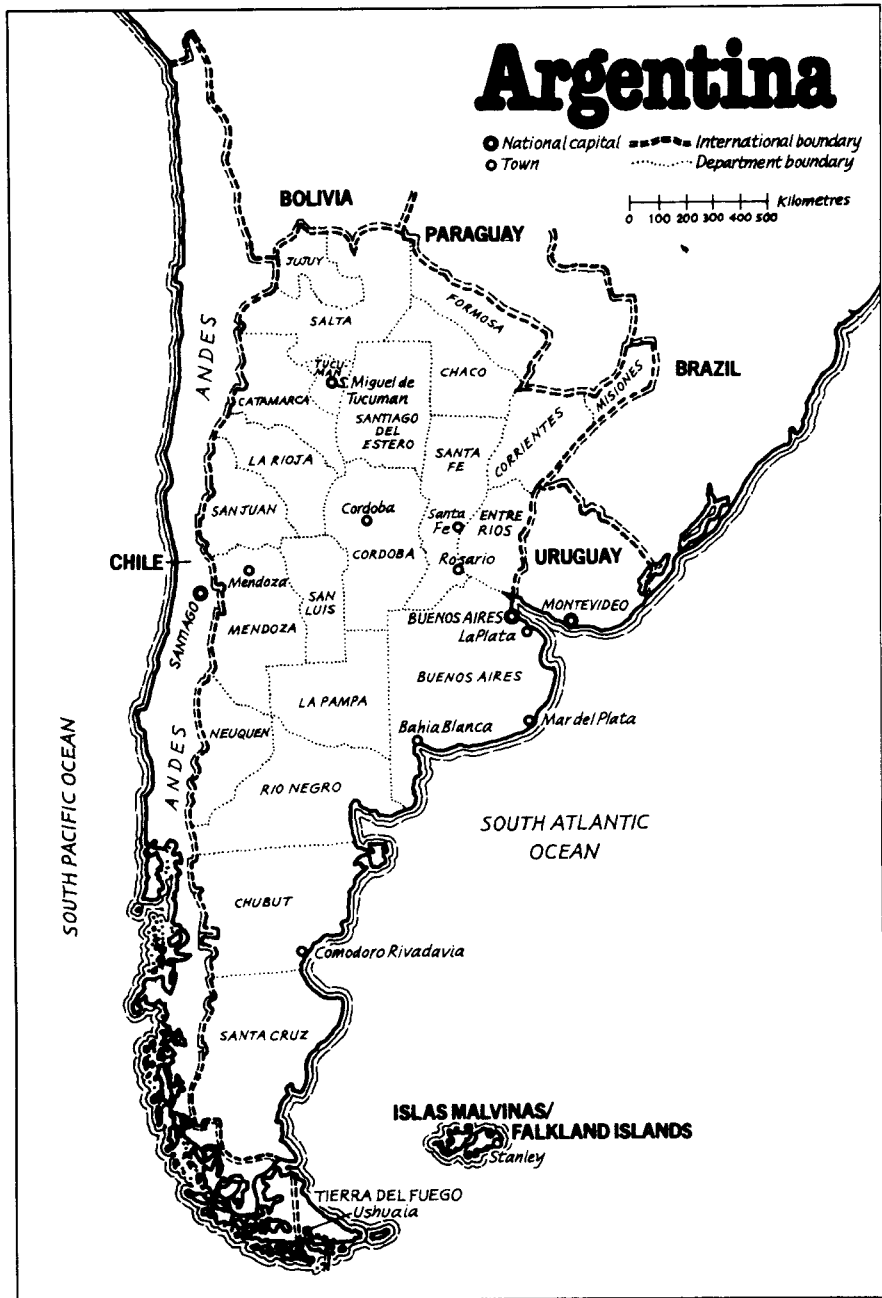 Argentina
National capital
International boundary
Town
Department boundary
Kilometres
0 100 200 300 400 500
BOLIVIA
PARAGUAY
JUJUY
FORMOSA
SALTA
ANDES
BRAZIL
CHACO
MISIONES
TUCU
MAN
S. Miguel de
Tucuman
CATAMARCA
SANTIAGO
DEL
ESTERO
CORRIENTES
SANTA
FE
LA RIOJA
SAN JUAN
Cordoba
Santa
Fe
ENTRE
RIOS
CORDOBA
CHILE
URUGUAY
Rosario
Mendoza
SAN
LUIS
SANTIAGO
MENDOZA
BUENOS AIRES
MONTEVIDEO
La Plata
BUENOS AIRES
LA PAMPA
NEUQUEN
Bahia Blanca
Mar del Plata
ANDES
RIO NEGRO
SOUTH PACIFIC OCEAN
SOUTH ATLANTIC
OCEAN
CHUBUT
Comodoro Rivadavia
SANTA CRUZ
ISLAS MALVINAS/
FALKLAND ISLANDS
Stanley
TIERRA DEL FUEGO
Ushuaia